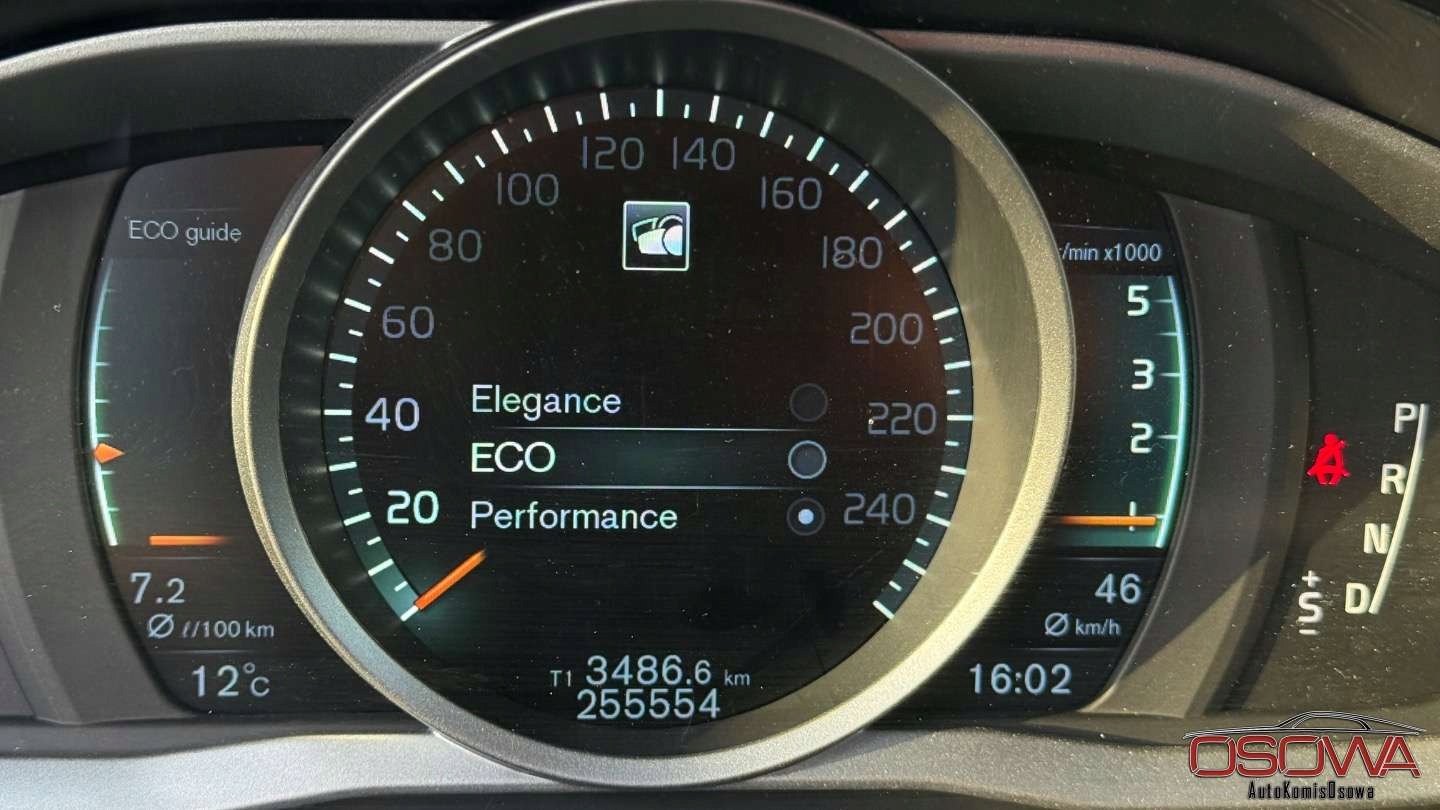 ECO guide
7.2
Ø ℓ/100 km
12°C
20
40
60
80
100
120
140
160
180
200
220
240
Elegance
ECO
Performance
T1 3486.6 km
255554
r/min x1000
5
3
2
1
46
Ø km/h
16:02
P
R
N
D
+
S
-
OSOWA
AutoKomisOsowa